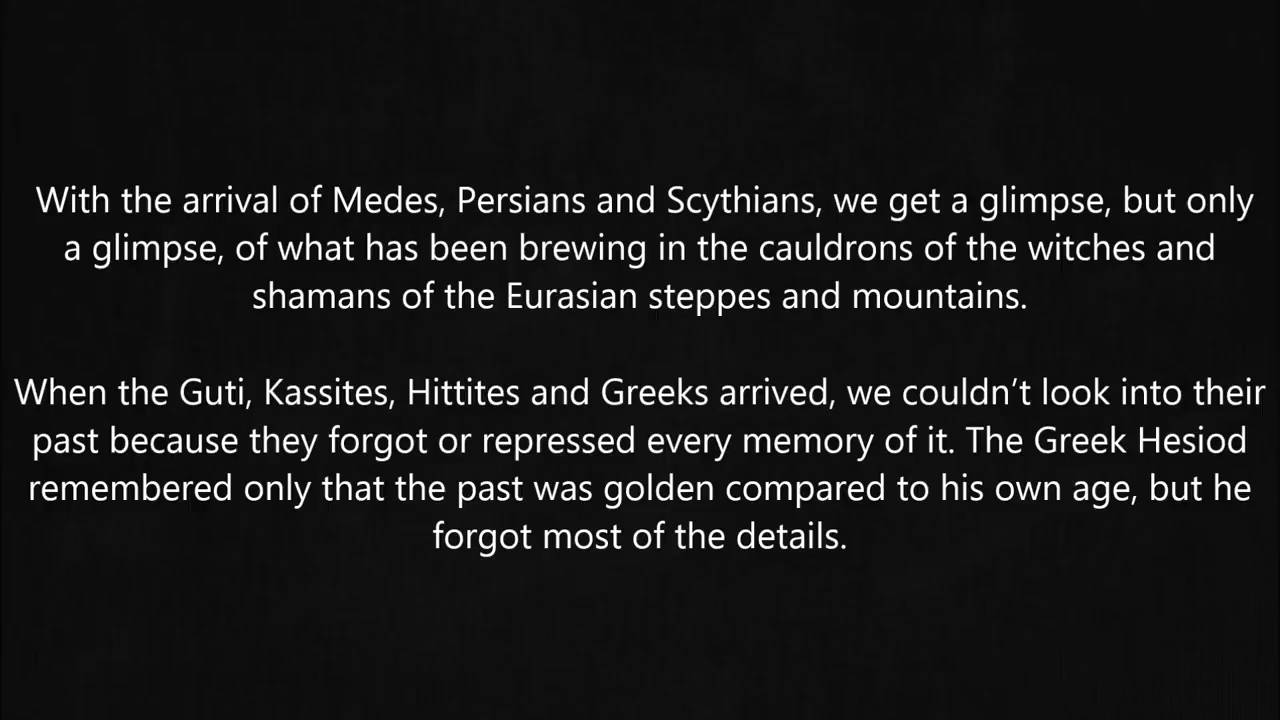 With the arrival of Medes, Persians and Scythians, we get a glimpse, but only
a glimpse, of what has been brewing in the cauldrons of the witches and
shamans of the Eurasian steppes and mountains.
When the Guti, Kassites, Hittites and Greeks arrived, we couldn’t look into their
past because they forgot or repressed every memory of it. The Greek Hesiod
remembered only that the past was golden compared to his own age, but he
forgot most of the details.